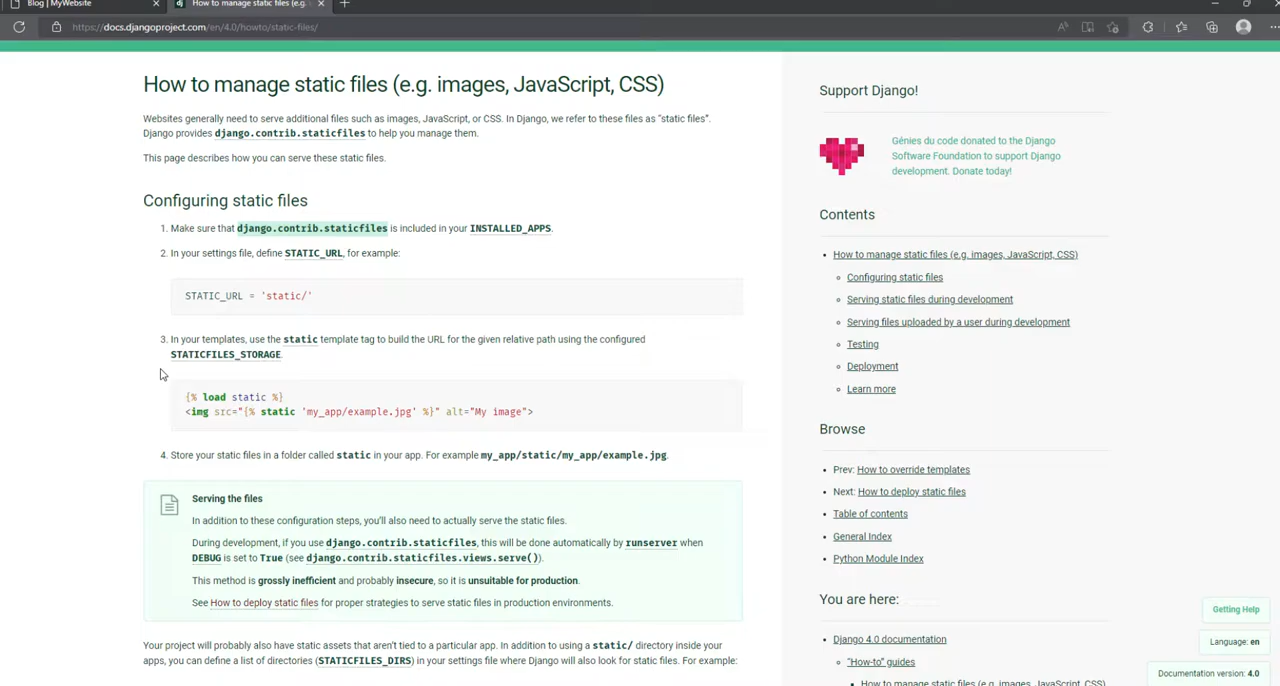 Blog | MyWebsite
How to manage static files (e.g.
https://docs.djangoproject.com/en/4.0/howto/static-files/
How to manage static files (e.g. images, JavaScript, CSS)
Websites generally need to serve additional files such as images, JavaScript, or CSS. In Django, we refer to these files as “static files”.
Django provides django.contrib.staticfiles to help you manage them.
This page describes how you can serve these static files.
Configuring static files
1. Make sure that django.contrib.staticfiles is included in your INSTALLED_APPS.
2. In your settings file, define STATIC_URL, for example:
STATIC_URL = 'static/'
3. In your templates, use the static template tag to build the URL for the given relative path using the configured
STATICFILES_STORAGE.
{% load static %}
<img src="{% static 'my_app/example.jpg' %}" alt="My image">
4. Store your static files in a folder called static in your app. For example my_app/static/my_app/example.jpg.
Serving the files
In addition to these configuration steps, you’ll also need to actually serve the static files.
During development, if you use django.contrib.staticfiles, this will be done automatically by runserver when
DEBUG is set to True (see django.contrib.staticfiles.views.serve()).
This method is grossly inefficient and probably insecure, so it is unsuitable for production.
See How to deploy static files for proper strategies to serve static files in production environments.
Your project will probably also have static assets that aren’t tied to a particular app. In addition to using a static/ directory inside your
apps, you can define a list of directories (STATICFILES_DIRS) in your settings file where Django will also look for static files. For example:
Support Django!
Génies du code donated to the Django
Software Foundation to support Django
development. Donate today!
Contents
How to manage static files (e.g. images, JavaScript, CSS)
Configuring static files
Serving static files during development
Serving files uploaded by a user during development
Testing
Deployment
Learn more
Browse
Prev: How to override templates
Next: How to deploy static files
Table of contents
General Index
Python Module Index
You are here:
Django 4.0 documentation
“How-to” guides
How to manage static files (e.g. images, JavaScript, CSS)
Getting Help
Language: en
Documentation version: 4.0